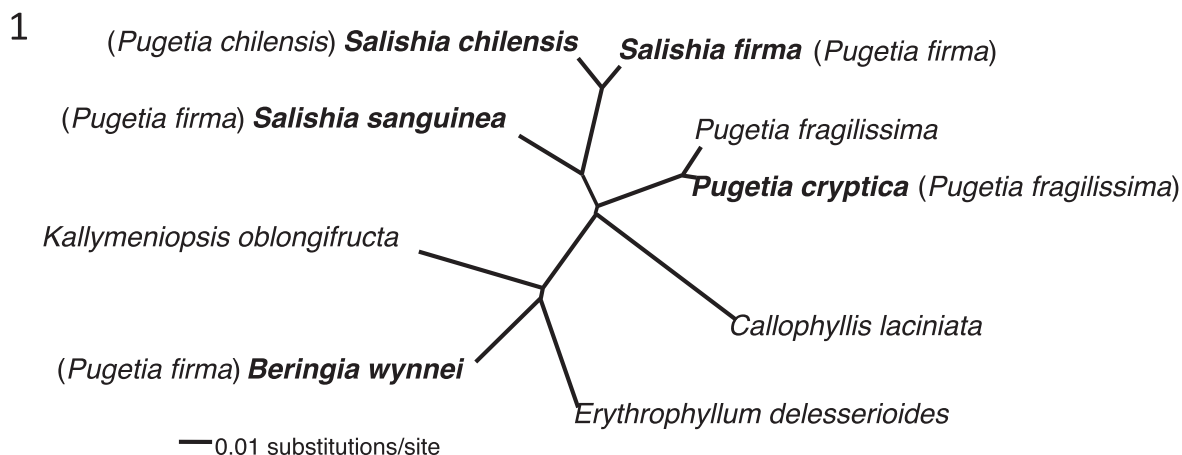 1
(Pugetia chilensis) Salishia chilensis
Salishia firma (Pugetia firma)
(Pugetia firma) Salishia sanguinea
Pugetia fragilissima
Pugetia cryptica (Pugetia fragilissima)
Kallymeniopsis oblongifructa
Callophyllis laciniata
(Pugetia firma) Beringia wynnei
Erythrophyllum delesserioides
0.01 substitutions/site